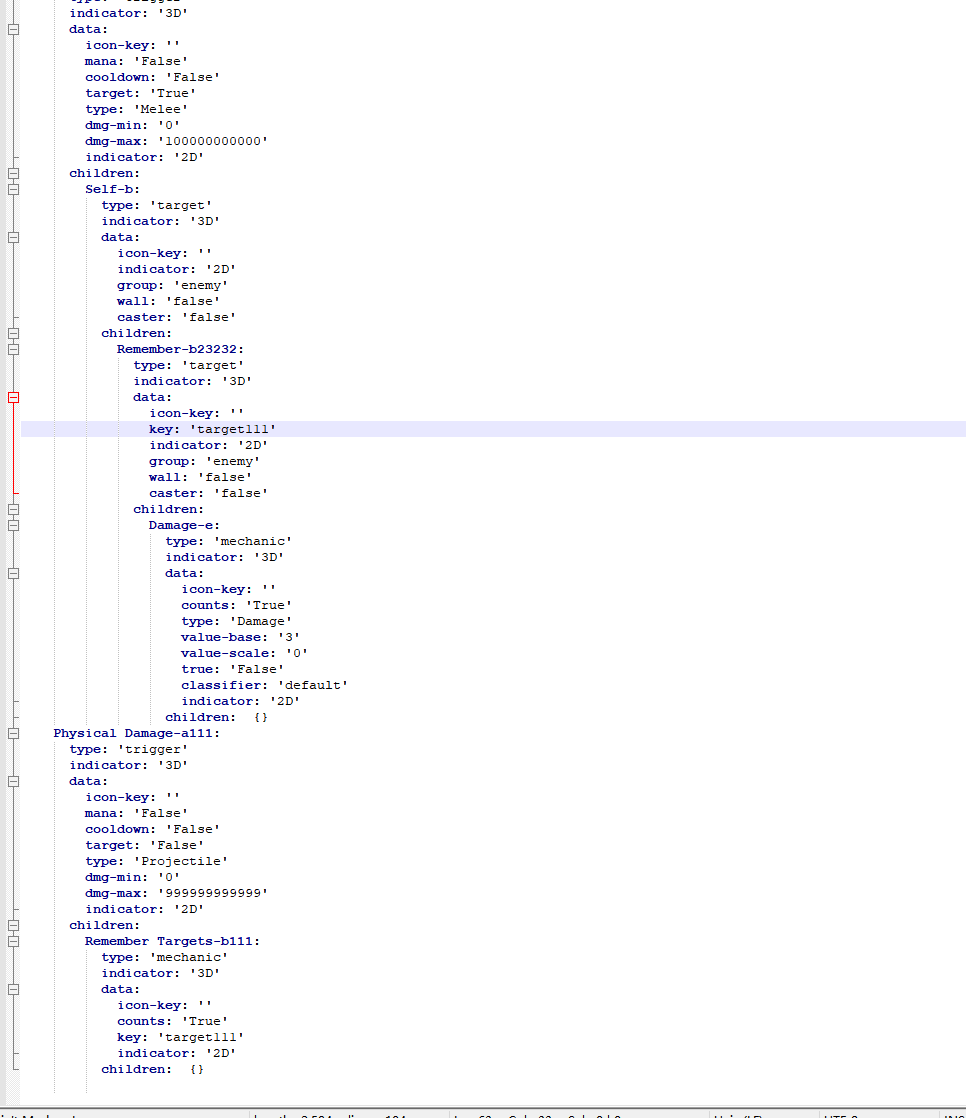 indicator: '3D'
data:
icon-key: ''
mana: 'False'
cooldown: 'False'
target: 'True'
type: 'Melee'
dmg-min: '0'
dmg-max: '100000000000'
indicator: '2D'
children:
Self-b:
type: 'target'
indicator: '3D'
data:
icon-key: ''
indicator: '2D'
group: 'enemy'
wall: 'false'
caster: 'false'
children:
Remember-b23232:
type: 'target'
indicator: '3D'
data:
icon-key: ''
key: 'target111'
indicator: '2D'
group: 'enemy'
wall: 'false'
caster: 'false'
children:
Damage-e:
type: 'mechanic'
indicator: '3D'
data:
icon-key: ''
counts: 'True'
type: 'Damage'
value-base: '3'
value-scale: '0'
true: 'False'
classifier: 'default'
indicator: '2D'
children:  {}
Physical Damage-a111:
type: 'trigger'
indicator: '3D'
data:
icon-key: ''
mana: 'False'
cooldown: 'False'
target: 'False'
type: 'Projectile'
dmg-min: '0'
dmg-max: '999999999999'
indicator: '2D'
children:
Remember Targets-b111:
type: 'mechanic'
indicator: '3D'
data:
icon-key: ''
counts: 'True'
key: 'target111'
indicator: '2D'
children:  {}